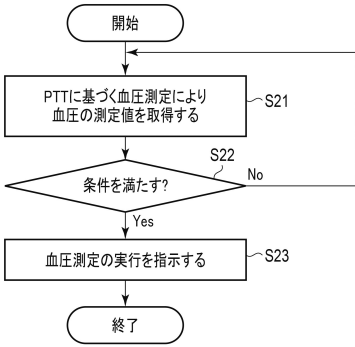 開始
PTTに基づく血圧測定により
血圧の測定値を取得する
S21
S22
条件を満たす?
No
Yes
血圧測定の実行を指示する
S23
終了